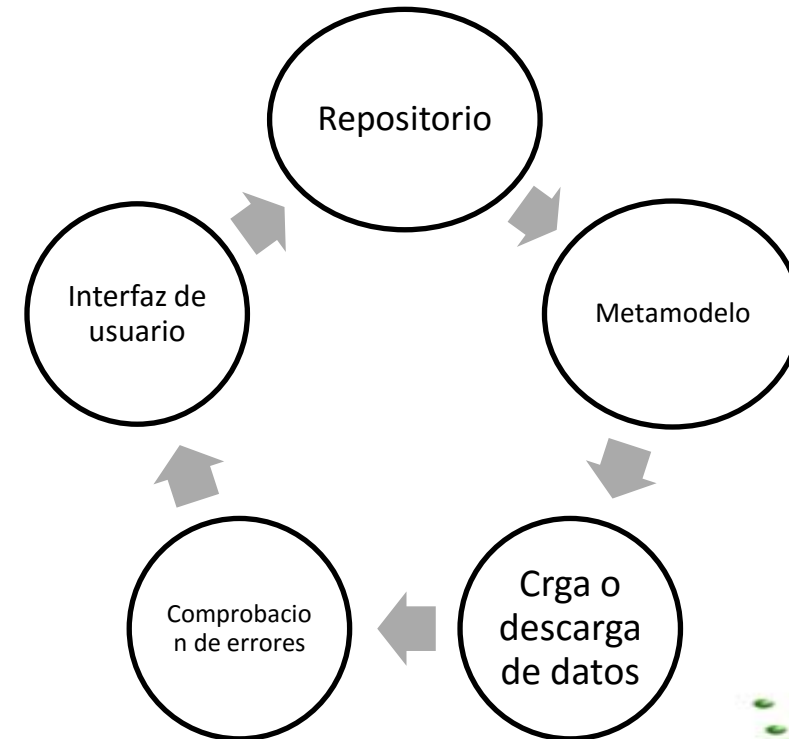 Repositorio
Metamodelo
Crga o
descarga
de datos
Comprobacio
n de errores
Interfaz de
usuario